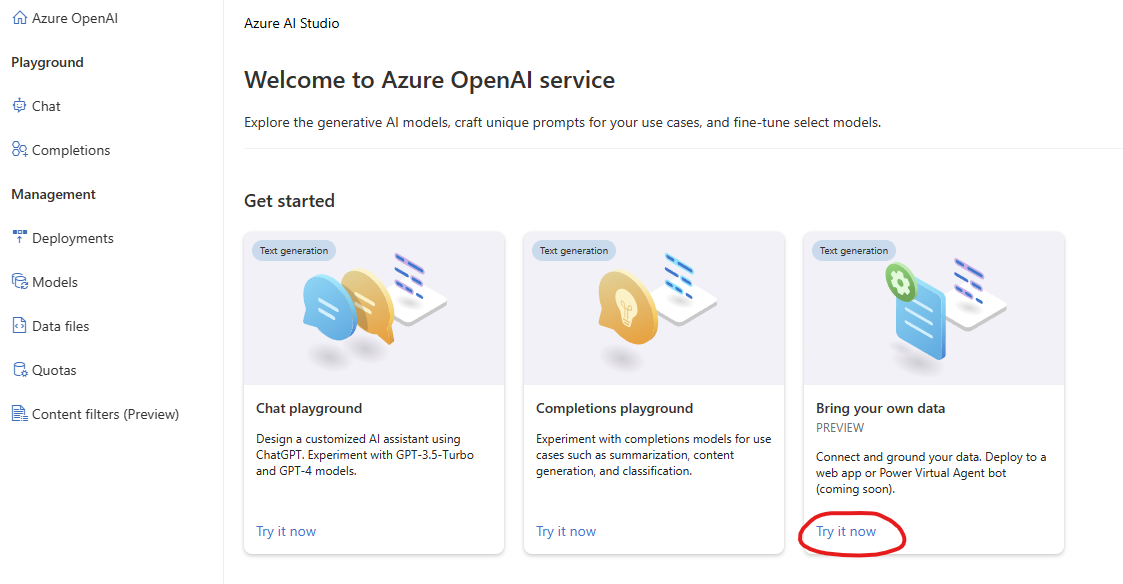 Azure OpenAI
Playground
Chat
Completions
Management
Deployments
Models
Data files
Quotas
Content filters (Preview)
Azure AI Studio
Welcome to Azure OpenAI service
Explore the generative AI models, craft unique prompts for your use cases, and fine-tune select models.
Get started
Text generation
Chat playground
Design a customized AI assistant using
ChatGPT. Experiment with GPT-3.5-Turbo
and GPT-4 models.
Try it now
Text generation
Completions playground
Experiment with completions models for use
cases such as summarization, content
generation, and classification.
Try it now
Text generation
Bring your own data
PREVIEW
Connect and ground your data. Deploy to a
web app or Power Virtual Agent bot
(coming soon).
Try it now